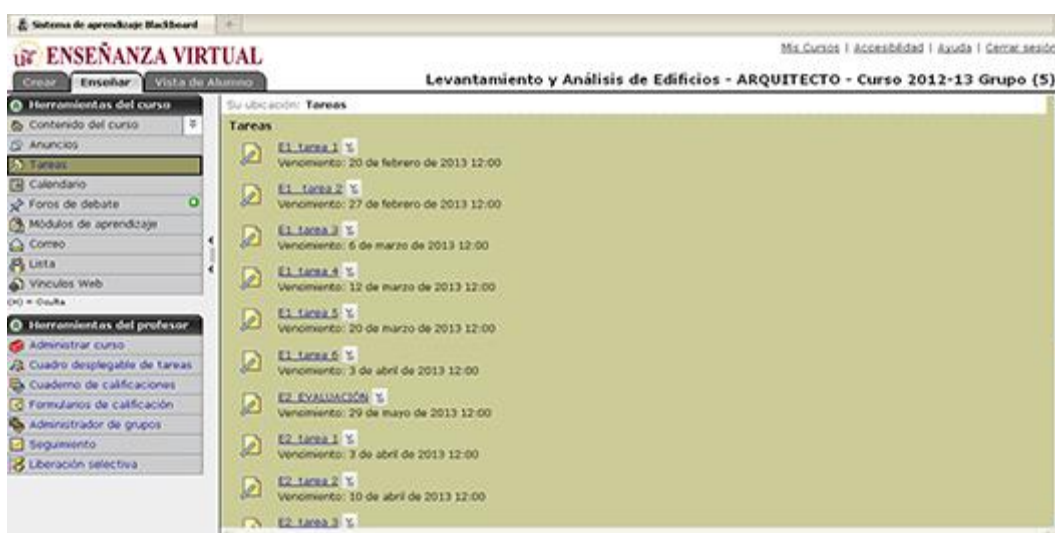 Sistema de aprendizaje Blackboard
ENSEÑANZA VIRTUAL
Mis Cursos | Accesibilidad | Ayuda | Cerrar sesión
Crear Enseñar Vista de Alumno
Levantamiento y Análisis de Edificios - ARQUITECTO - Curso 2012-13 Grupo (5)
Herramientas del curso
Contenido del curso
Anuncios
Tareas
Calendario
Foros de debate
Módulos de aprendizaje
Correo
Lista
Vínculos Web
= Oculta
Herramientas del profesor
Administrar curso
Cuadro desplegable de tareas
Cuaderno de calificaciones
Formularios de calificación
Administrador de grupos
Seguimiento
Liberación selectiva
Su ubicación: Tareas
Tareas
E1_tarea 1
Vencimiento: 20 de febrero de 2013 12:00
E1_ tarea 2
Vencimiento: 27 de febrero de 2013 12:00
E1_tarea 3
Vencimiento: 6 de marzo de 2013 12:00
E1_tarea 4
Vencimiento: 12 de marzo de 2013 12:00
E1_tarea 5
Vencimiento: 20 de marzo de 2013 12:00
E1_tarea 6
Vencimiento: 3 de abril de 2013 12:00
E2_EVALUACIÓN
Vencimiento: 29 de mayo de 2013 12:00
E2_tarea 1
Vencimiento: 3 de abril de 2013 12:00
E2_tarea 2
Vencimiento: 10 de abril de 2013 12:00
E2_tarea 3